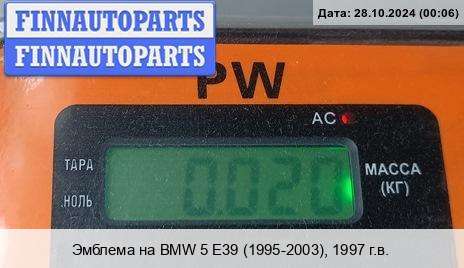 FINNAUTOPARTS
FINNAUTOPARTS
Дата: 28.10.2024 (00:06)
PW
AC
ТАРА
0.020
МАССА
(КГ)
.НОЛЬ
Эмблема на BMW 5 E39 (1995-2003), 1997 г.в.